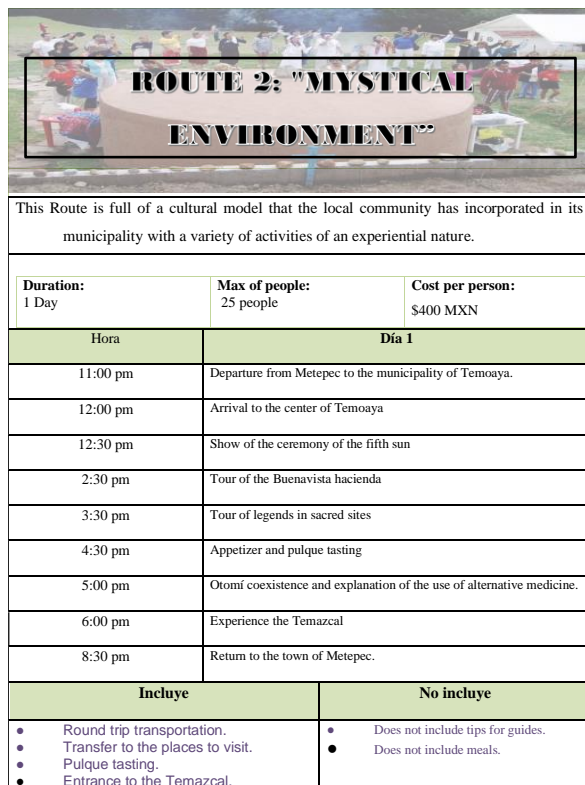 ROUTE 2: "MYSTICAL
ENVIRONMENT”
This Route is full of a cultural model that the local community has incorporated in its
municipality with a variety of activities of an experiential nature.
Duration: Max of people: Cost per person:
1 Day 25 people $400 MXN
Hora Día 1
11:00 pm Departure from Metepec to the municipality of Temoaya.
12:00 pm Arrival to the center of Temoaya
12:30 pm Show of the ceremony of the fifth sun
2:30 pm Tour of the Buenavista hacienda
3:30 pm Tour of legends in sacred sites
4:30 pm Appetizer and pulque tasting
5:00 pm Otomí coexistence and explanation of the use of alternative medicine.
6:00 pm Experience the Temazcal
8:30 pm Return to the town of Metepec.
Incluye No incluye
● Round trip transportation. ● Does not include tips for guides.
● Transfer to the places to visit. ● Does not include meals.
● Pulque tasting.
● Entrance to the Temazcal.